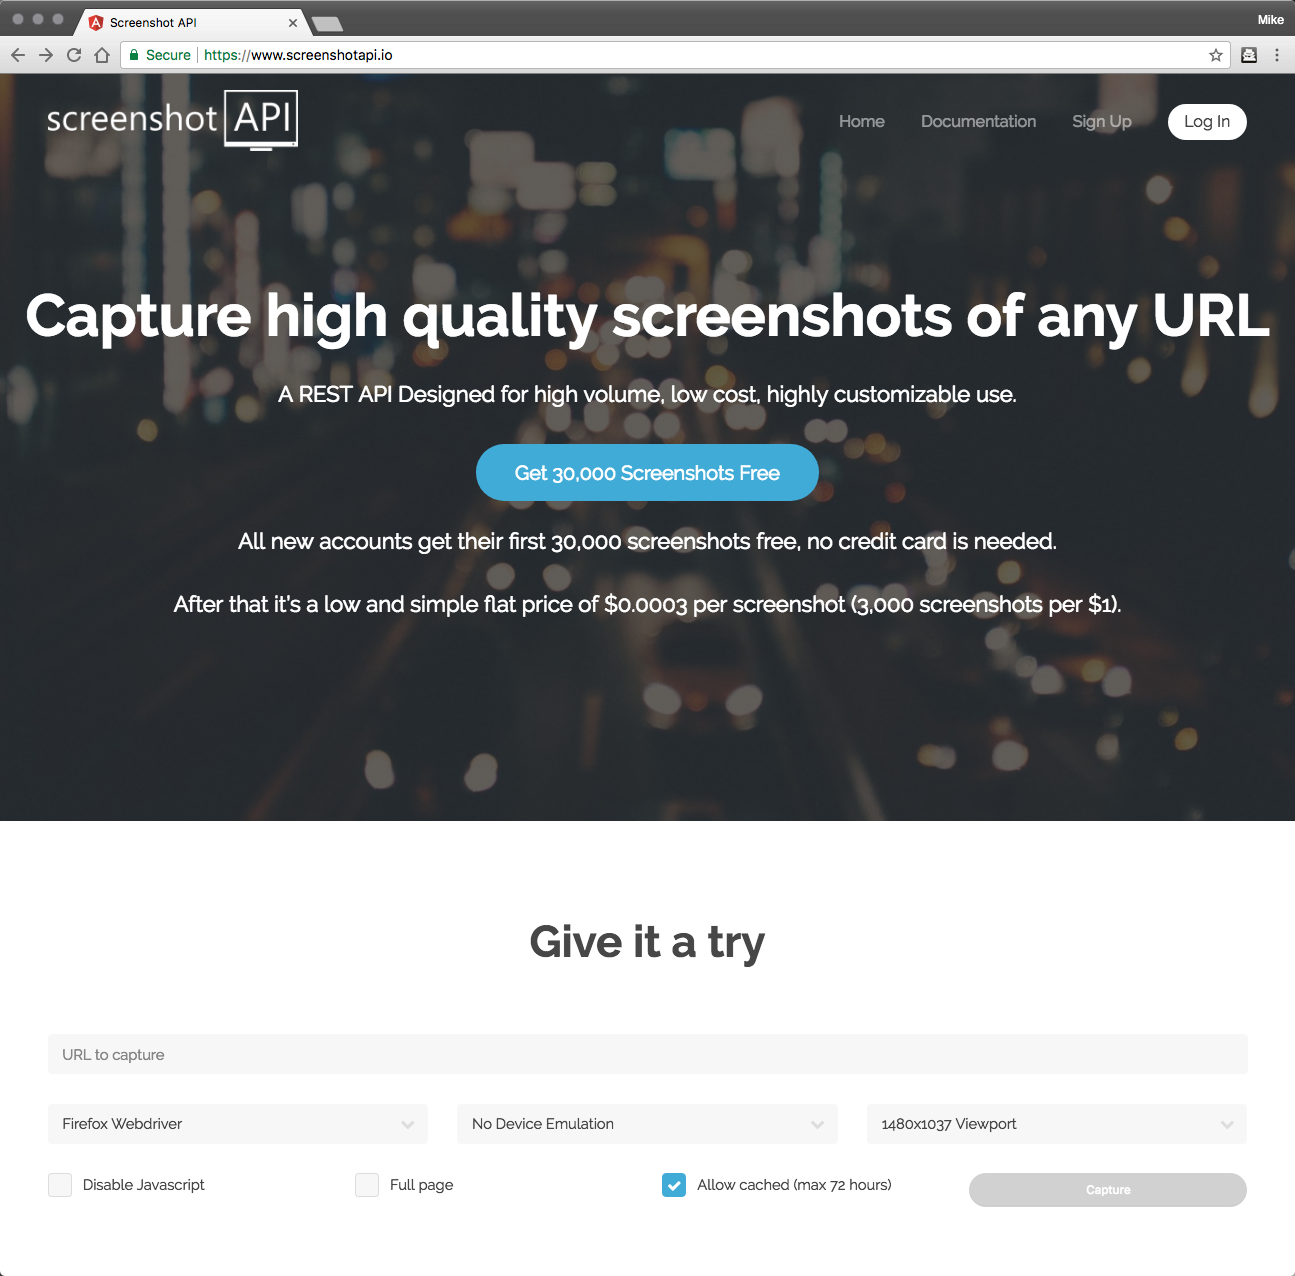 Screenshot API
Mike
Secure
https://www.screenshotapi.io
screenshot API
Home
Documentation
Sign Up
Log In
Capture high quality screenshots of any URL
A REST API Designed for high volume, low cost, highly customizable use.
Get 30,000 Screenshots Free
All new accounts get their first 30,000 screenshots free, no credit card is needed.
After that it's a low and simple flat price of $0.0003 per screenshot (3,000 screenshots per $1).
Give it a try
URL to capture
Firefox Webdriver
No Device Emulation
1480x1037 Viewport
Disable Javascript
Full page
Allow cached (max 72 hours)
Capture